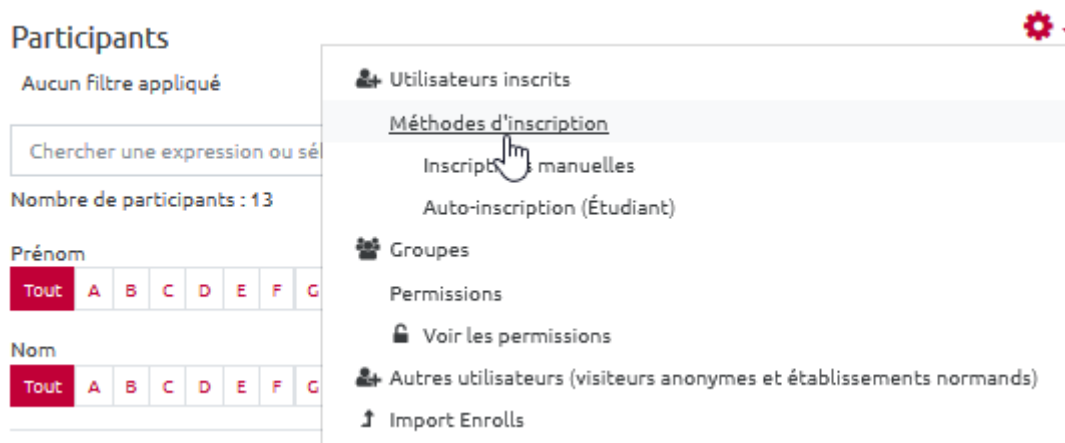 Participants
Aucun filtre appliqué
Chercher une expression ou sél
Nombre de participants : 13
Prénom
Tout A B C D E F G
Nom
Tout A B C D E F G
Utilisateurs inscrits
Méthodes d'inscription
manuelles
Auto-inscription (Étudiant)
Groupes
Permissions
Voir les permissions
Autres utilisateurs (visiteurs anonymes et établissements normands)
Import Enrolls